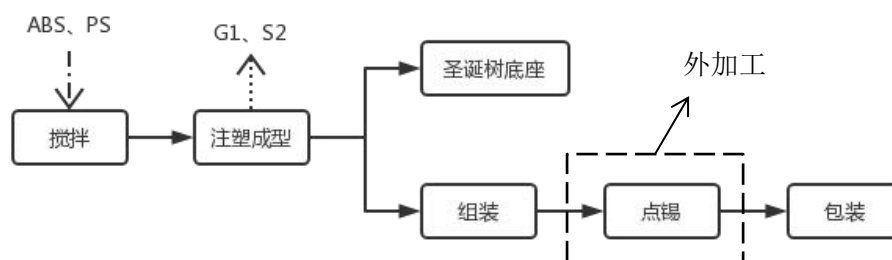 ABS、PS
G1、S2
圣诞树底座
外加工
搅拌
注塑成型
组装
点锡
包装